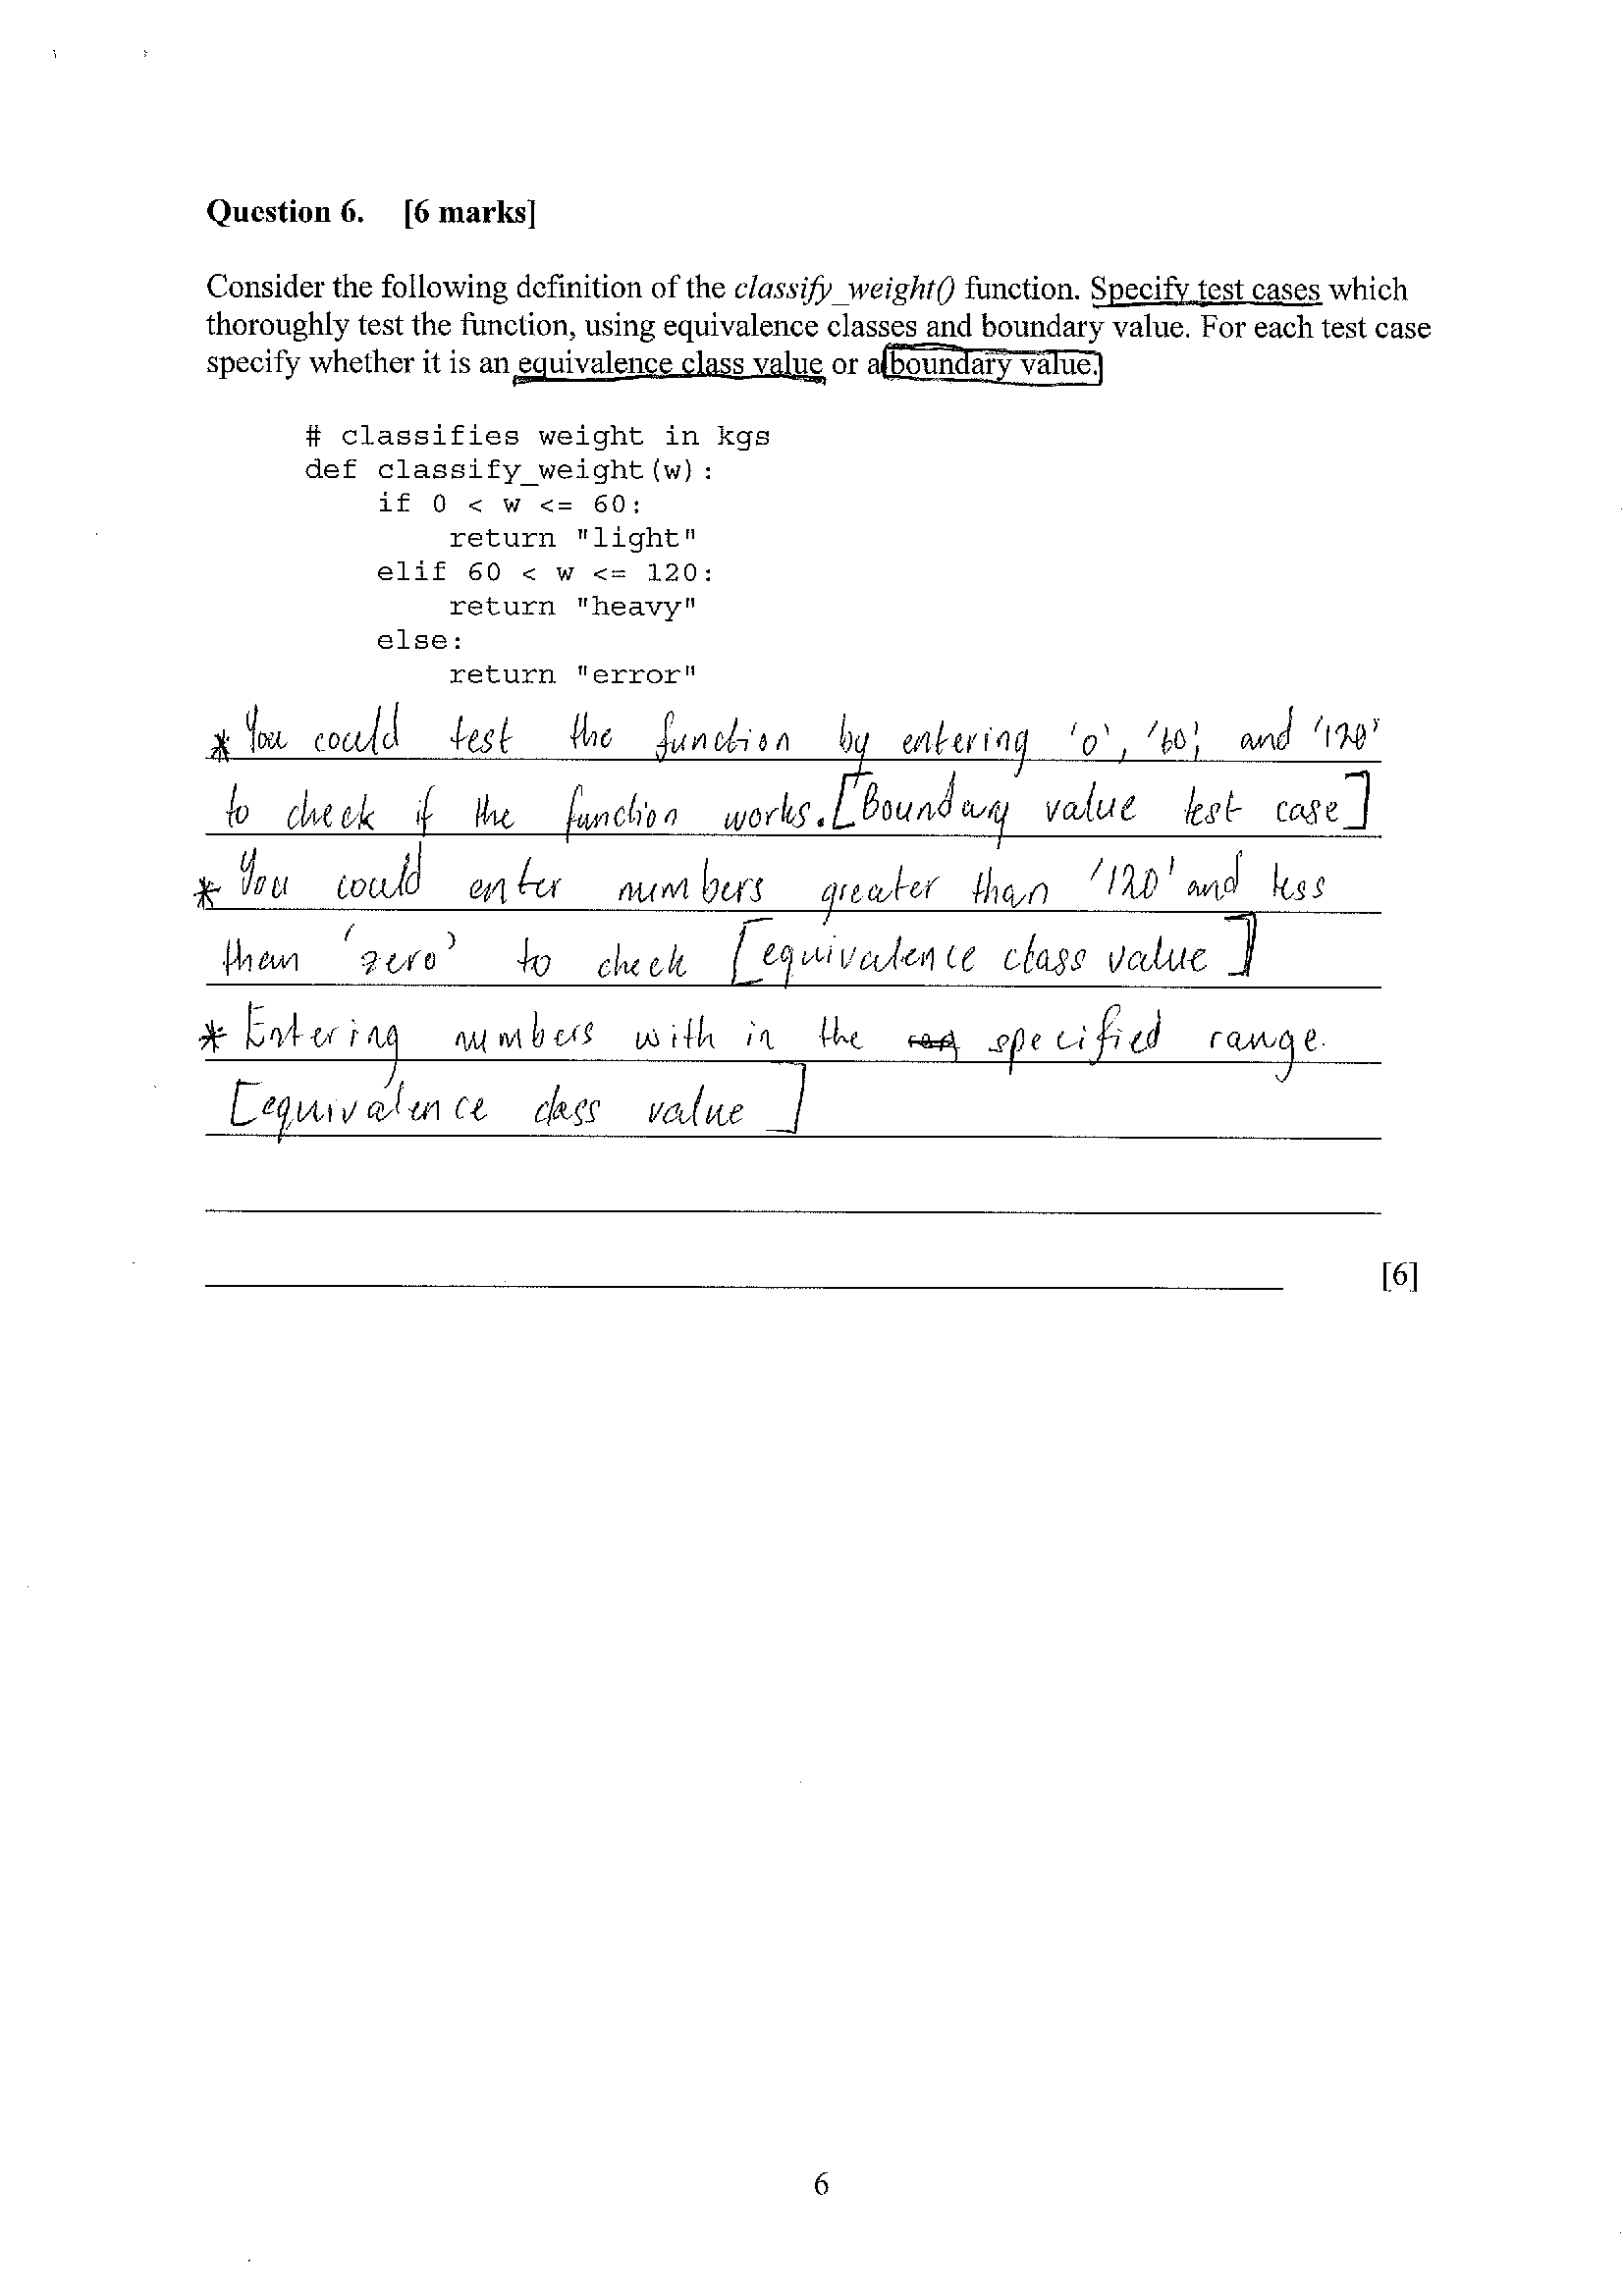 Question 6. [6 marks]
Consider the following definition of the classify_weight() function. Specify test cases which
thoroughly test the function, using equivalence classes and boundary value. For each test case
specify whether it is an equivalence class value or a boundary value.
# classifies weight in kgs
def classify_weight(w):
    if 0 < w <= 60:
        return "light"
    elif 60 < w <= 120:
        return "heavy"
    else:
        return "error"
* You could test the function by entering '0', '60', and '120'
to check if the function works. [Boundary value test case]
* You could enter numbers greater than '120' and less
than 'zero' to check [equivalence class value]
* Entering numbers with in the specified range.
[equivalence class value]
[6]
6